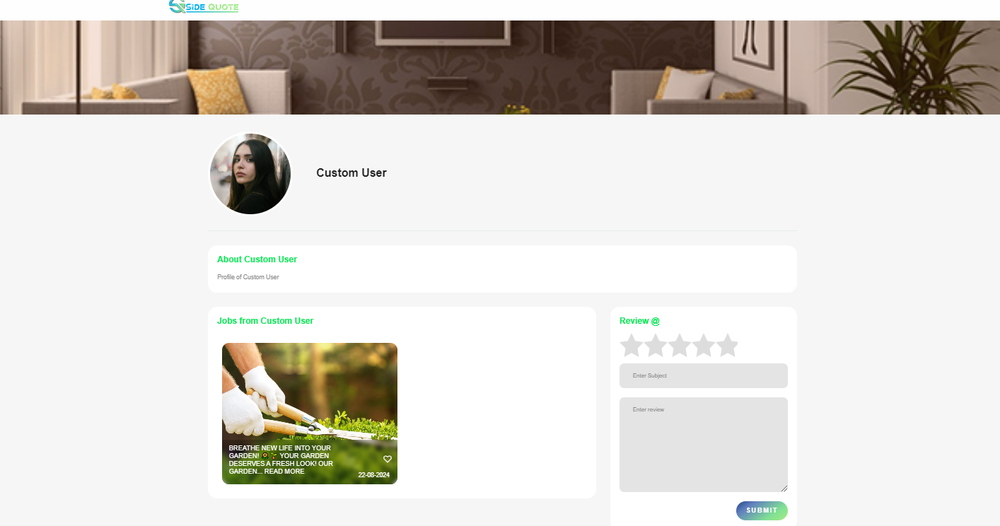 SIDE QUOTE
Custom User
About Custom User
Profile of Custom User
Jobs from Custom User
BREATHE NEW LIFE INTO YOUR
GARDEN! 🌻🌿 YOUR GARDEN
DESERVES A FRESH LOOK! OUR
GARDEN... READ MORE
22-08-2024
Review @
Enter Subject
Enter review
SUBMIT